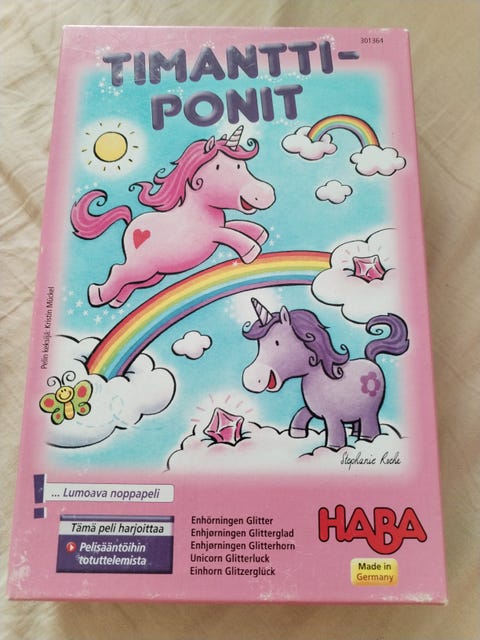 301364
TIMANTTI-
PONIT
Pelin keksijä: Kristin Mückel
Stephanie Roehe
! ... Lumoava noppapeli
Tämä peli harjoittaa
Pelisääntöihin
totuttelemista
Enhörningen Glitter
Enhjørningen Glitterglad
Enhjørningen Glitterhorn
Unicorn Glitterluck
Einhorn Glitzerglück
HABA
Made in
Germany